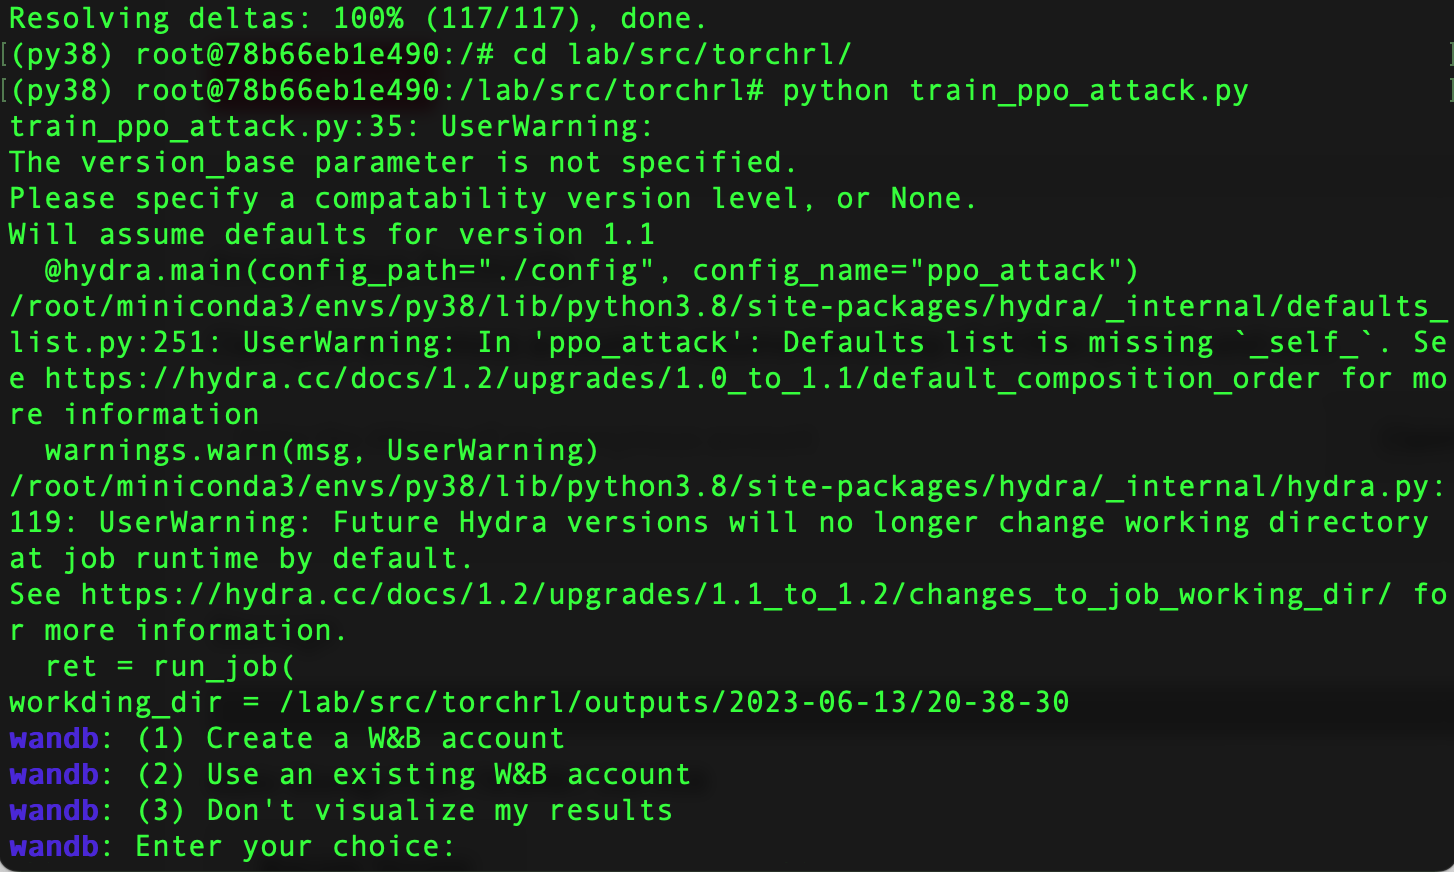 Resolving deltas: 100% (117/117), done.
[(py38) root@78b66eb1e490:/# cd lab/src/torchrl/ ]
[(py38) root@78b66eb1e490:/lab/src/torchrl# python train_ppo_attack.py ]
train_ppo_attack.py:35: UserWarning:
The version_base parameter is not specified.
Please specify a compatability version level, or None.
Will assume defaults for version 1.1
  @hydra.main(config_path="./config", config_name="ppo_attack")
/root/miniconda3/envs/py38/lib/python3.8/site-packages/hydra/_internal/defaults_
list.py:251: UserWarning: In 'ppo_attack': Defaults list is missing `_self_`. Se
e https://hydra.cc/docs/1.2/upgrades/1.0_to_1.1/default_composition_order for mo
re information
  warnings.warn(msg, UserWarning)
/root/miniconda3/envs/py38/lib/python3.8/site-packages/hydra/_internal/hydra.py:
119: UserWarning: Future Hydra versions will no longer change working directory
at job runtime by default.
See https://hydra.cc/docs/1.2/upgrades/1.1_to_1.2/changes_to_job_working_dir/ fo
r more information.
  ret = run_job(
workding_dir = /lab/src/torchrl/outputs/2023-06-13/20-38-30
wandb: (1) Create a W&B account
wandb: (2) Use an existing W&B account
wandb: (3) Don't visualize my results
wandb: Enter your choice: